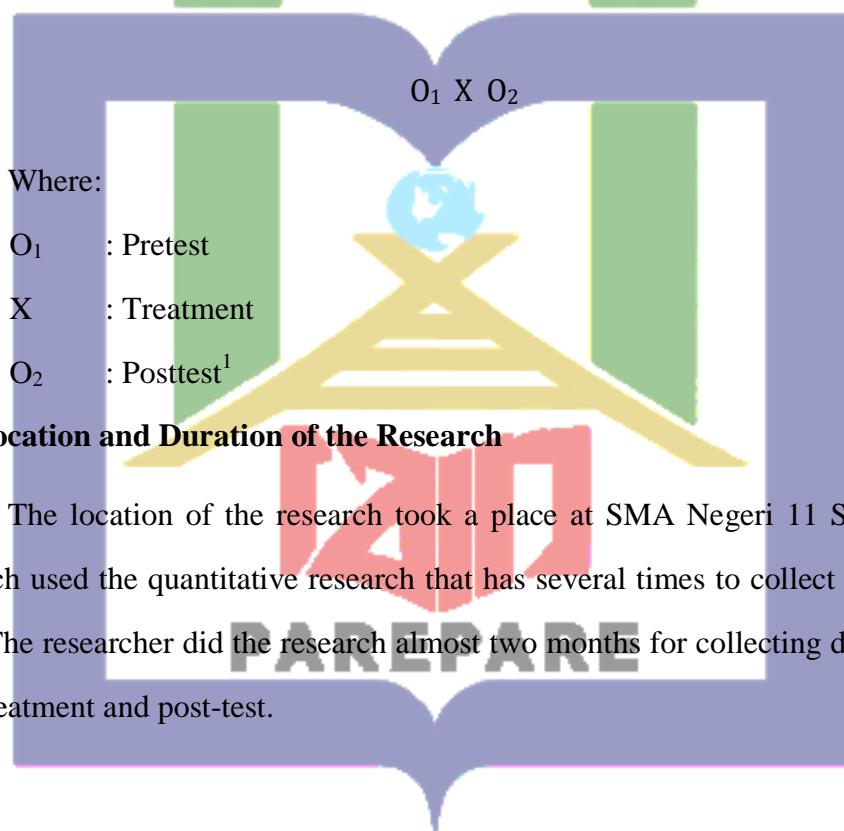 O₁ X O₂
Where:
O₁ : Pretest
X : Treatment
O₂ : Posttest¹
ocation and Duration of the Research
The location of the research took a place at SMA Negeri 11 S
ch used the quantitative research that has several times to collect
The researcher did the research almost two months for collecting d
eatment and post-test.
PAREPARE